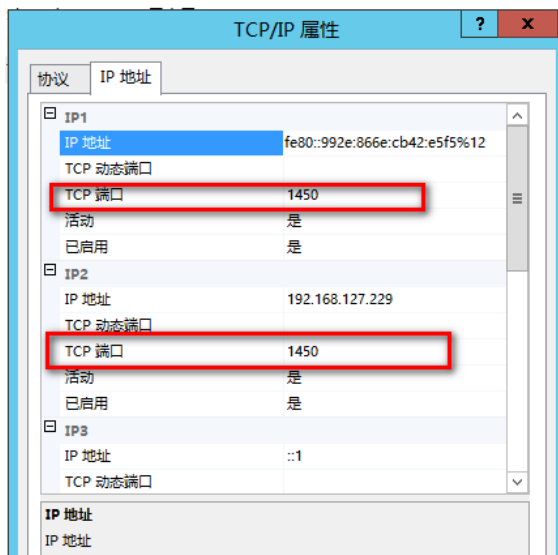 TCP/IP 属性
?
x
协议
IP 地址
IP1
IP 地址 fe80::992e:866e:cb42:e5f5%12
TCP 动态端口
TCP 端口 1450
活动 是
已启用 是
IP2
IP 地址 192.168.127.229
TCP 动态端口
TCP 端口 1450
活动 是
已启用 是
IP3
IP 地址 ::1
TCP 动态端口
IP 地址
IP 地址